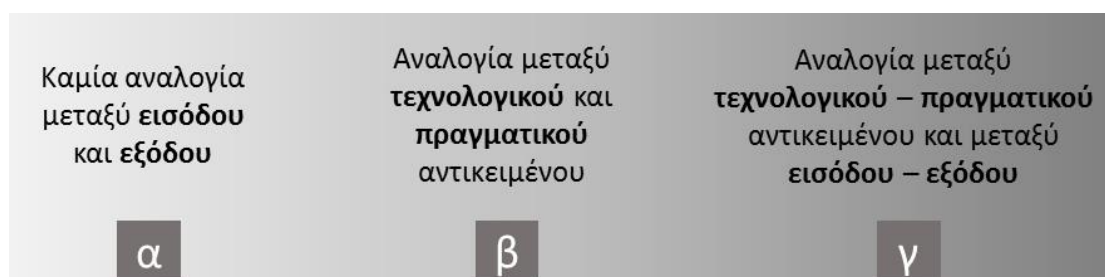 Καμία αναλογία
μεταξύ εισόδου
και εξόδου
α
Αναλογία μεταξύ
τεχνολογικού και
πραγματικού
αντικειμένου
β
Αναλογία μεταξύ
τεχνολογικού – πραγματικού
αντικειμένου και μεταξύ
εισόδου – εξόδου
γ